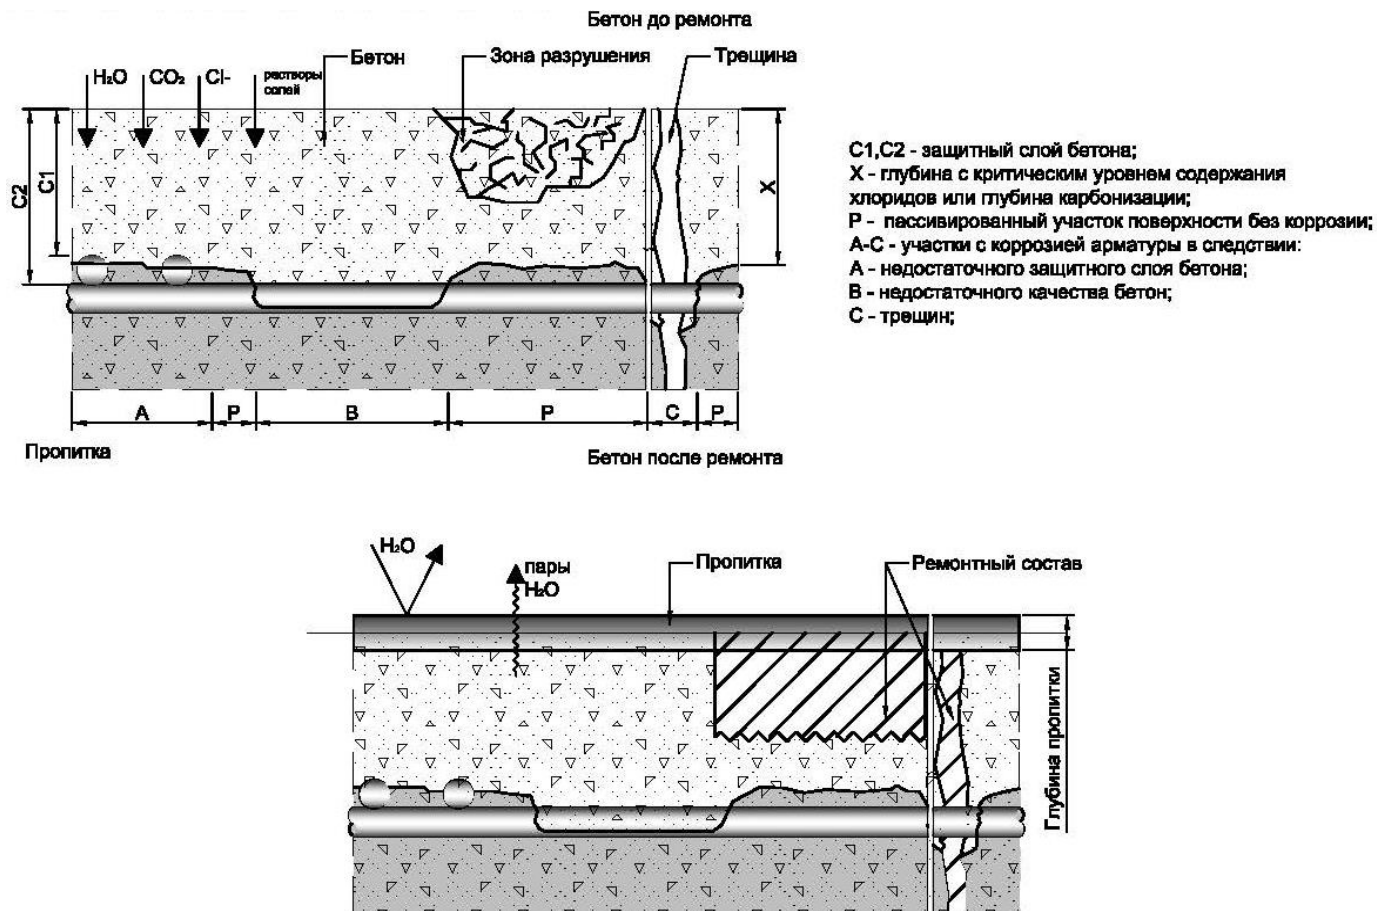 Бетон до ремонта
H₂O
CO₂
Cl-
растворы
солей
Бетон
Зона разрушения
Трещина
C2
C1
X
C1,C2 - защитный слой бетона;
X - глубина с критическим уровнем содержания
хлоридов или глубина карбонизации;
P - пассивированный участок поверхности без коррозии;
A-C - участки с коррозией арматуры в следствии:
A - недостаточного защитного слоя бетона;
B - недостаточного качества бетон;
C - трещин;
A
P
B
P
C
P
Пропитка
Бетон после ремонта
H₂O
пары
H₂O
Пропитка
Ремонтный состав
Глубина пропитки